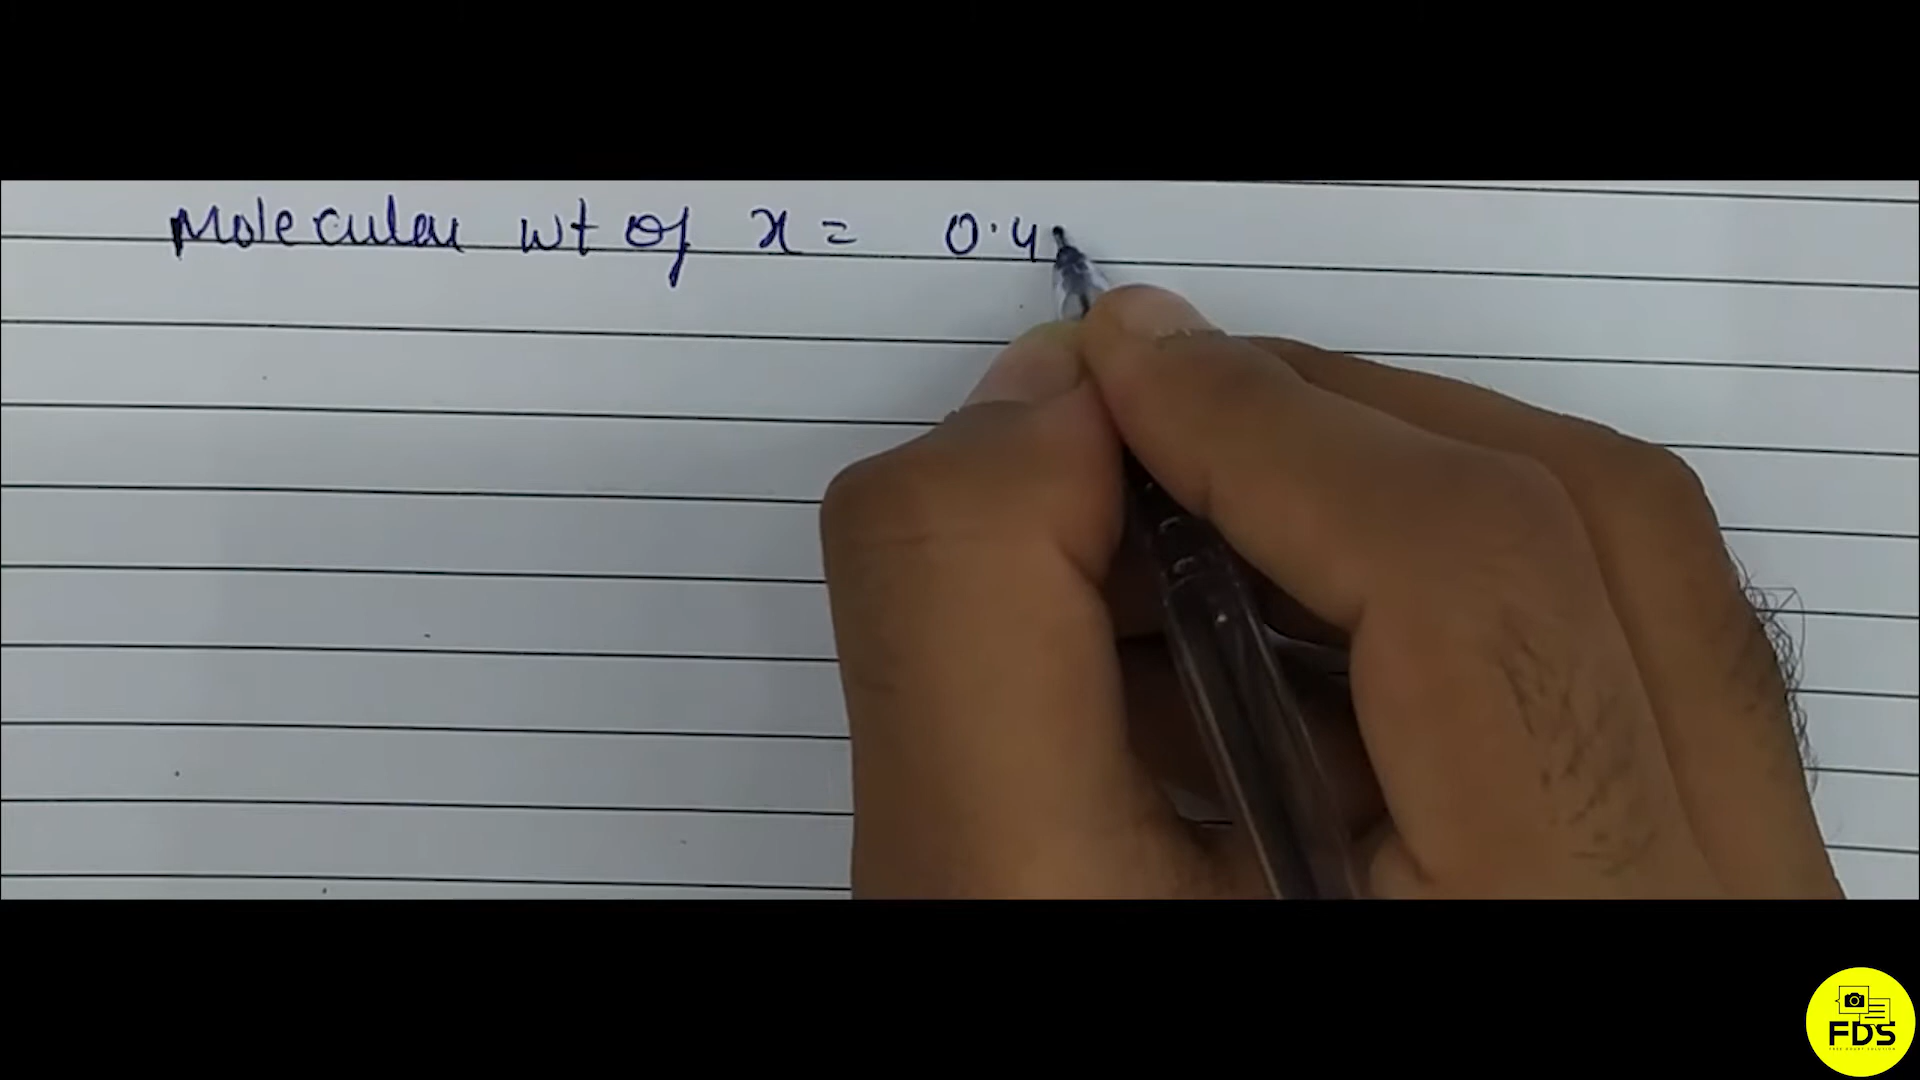 Molecular wt of x = 0.4
FDS